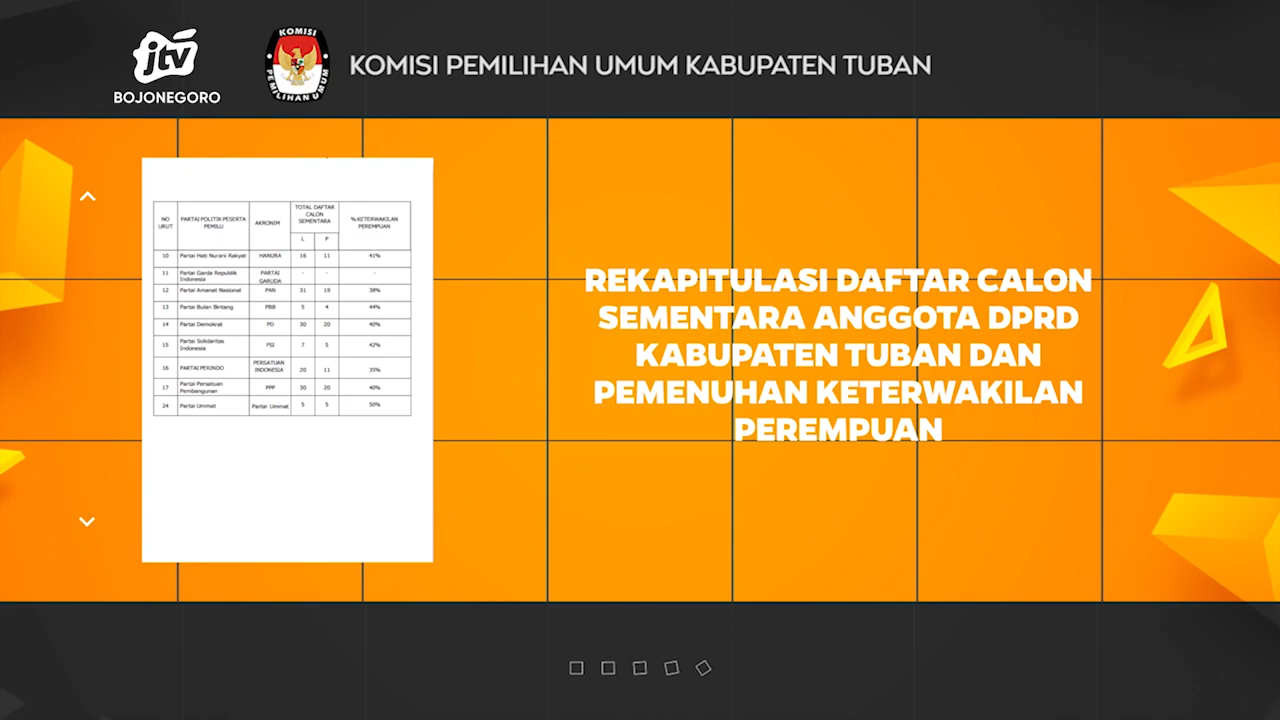 jtv
BOJONEGORO
KOMISI
PEMILIHAN UMUM
KOMISI PEMILIHAN UMUM KABUPATEN TUBAN
NO URUT PARTAI POLITIK PESERTA PEMILU AKRONIM TOTAL DAFTAR CALON SEMENTARA % KETERWAKILAN PEREMPUAN
L P
10 Partai Hati Nurani Rakyat HANURA 16 11 41%
11 Partai Garda Republik Indonesia PARTAI GARUDA - - -
12 Partai Amanat Nasional PAN 31 19 38%
13 Partai Bulan Bintang PBB 5 4 44%
14 Partai Demokrat PD 30 20 40%
15 Partai Solidaritas Indonesia PSI 7 5 42%
16 PARTAI PERINDO PERSATUAN INDONESIA 20 11 35%
17 Partai Persatuan Pembangunan PPP 30 20 40%
24 Partai Ummat Partai Ummat 5 5 50%
REKAPITULASI DAFTAR CALON
SEMENTARA ANGGOTA DPRD
KABUPATEN TUBAN DAN
PEMENUHAN KETERWAKILAN
PEREMPUAN